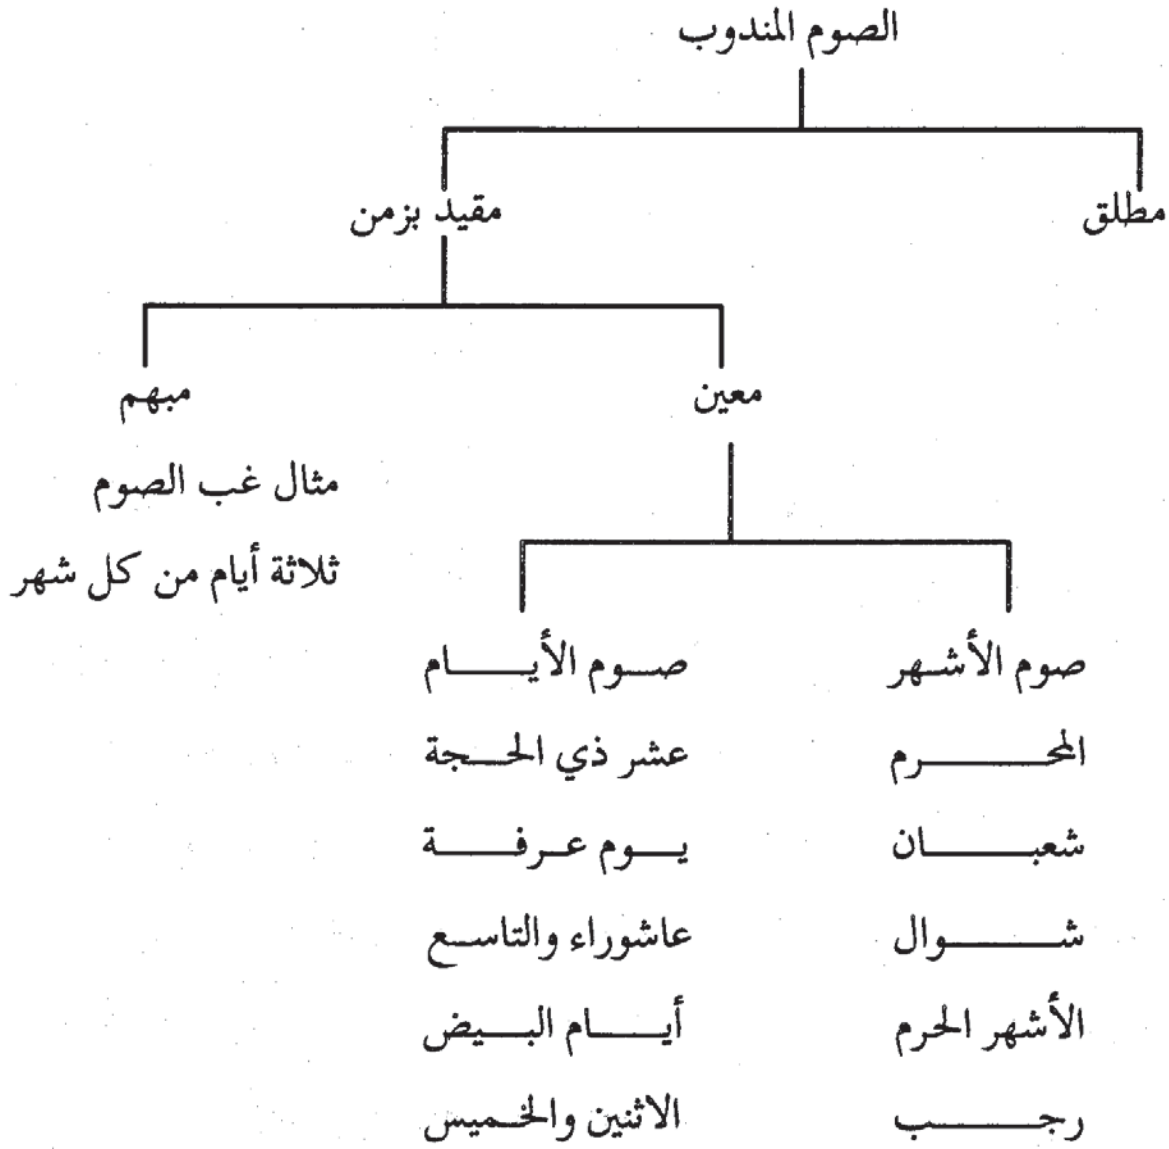 الصوم المندوب
مطلق
مقيد بزمن
معين
مبهم
مثال غب الصوم
ثلاثة أيام من كل شهر
صوم الأشهر
المحرم
شعبان
شوال
الأشهر الحرم
رجب
صوم الأيام
عشر ذي الحجة
يوم عرفة
عاشوراء والتاسع
أيام البيض
الاثنين والخميس